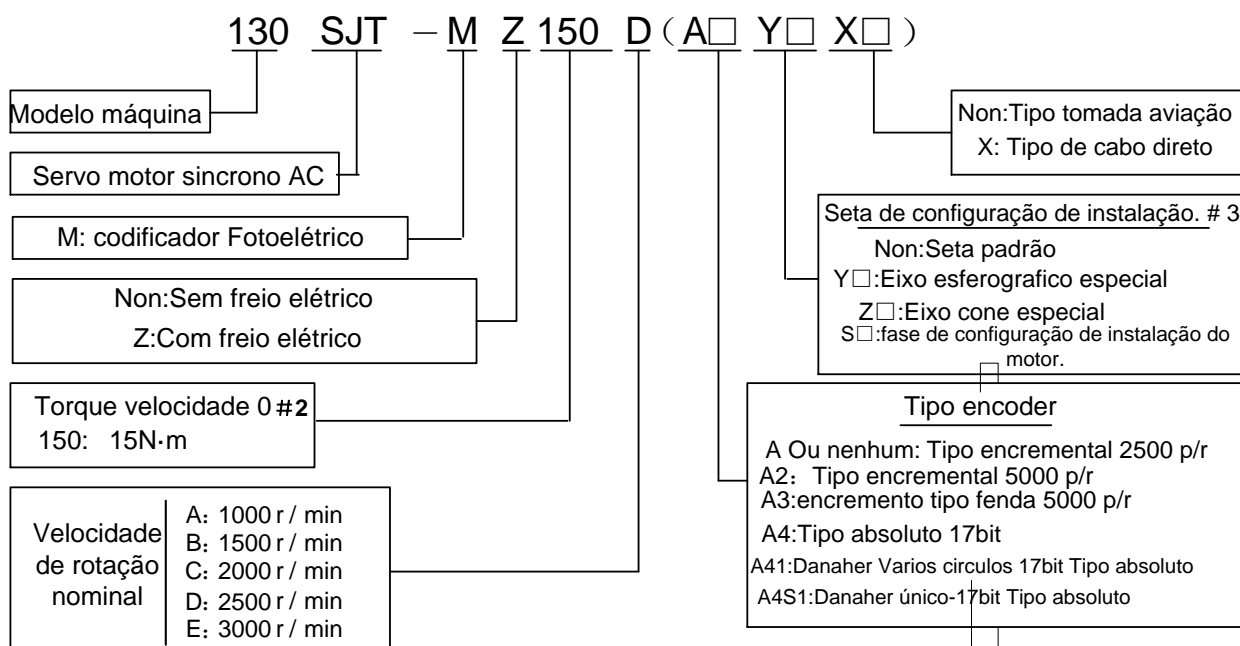 130 SJT － M Z 150 D (A□ Y□ X□)
Modelo máquina
Servo motor sincrono AC
M: codificador Fotoelétrico
Non:Sem freio elétrico
Z:Com freio elétrico
Torque velocidade 0 #2
150: 15N·m
Velocidade
de rotação
nominal
A: 1000 r / min
B: 1500 r / min
C: 2000 r / min
D: 2500 r / min
E: 3000 r / min
Non:Tipo tomada aviação
X: Tipo de cabo direto
Seta de configuração de instalação. # 3
Non:Seta padrão
Y□:Eixo esferografico especial
Z□:Eixo cone especial
S□:fase de configuração de instalação do
motor.
Tipo encoder
A Ou nenhum: Tipo encremental 2500 p/r
A2: Tipo encremental 5000 p/r
A3:encremento tipo fenda 5000 p/r
A4:Tipo absoluto 17bit
A41:Danaher Varios circulos 17bit Tipo absoluto
A4S1:Danaher único-17bit Tipo absoluto